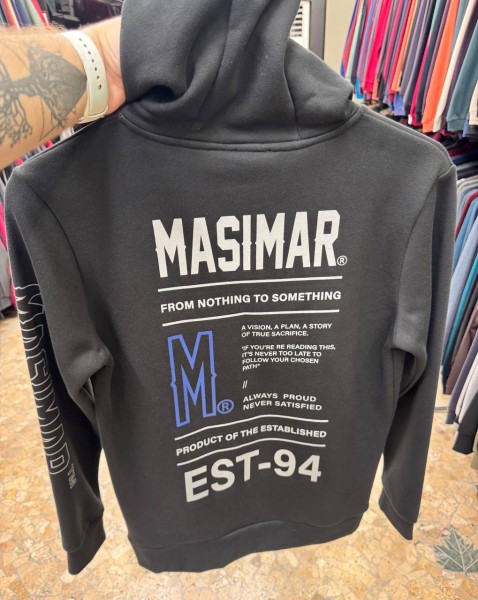 MASIMAR®
FROM NOTHING TO SOMETHING
A VISION, A PLAN, A STORY
OF TRUE SACRIFICE.
"IF YOU'RE RE READING THIS,
IT'S NEVER TOO LATE TO
FOLLOW YOUR CHOSEN
PATH"
//
M®
ALWAYS PROUD
NEVER SATISFIED
PRODUCT OF THE ESTABLISHED
EST-94